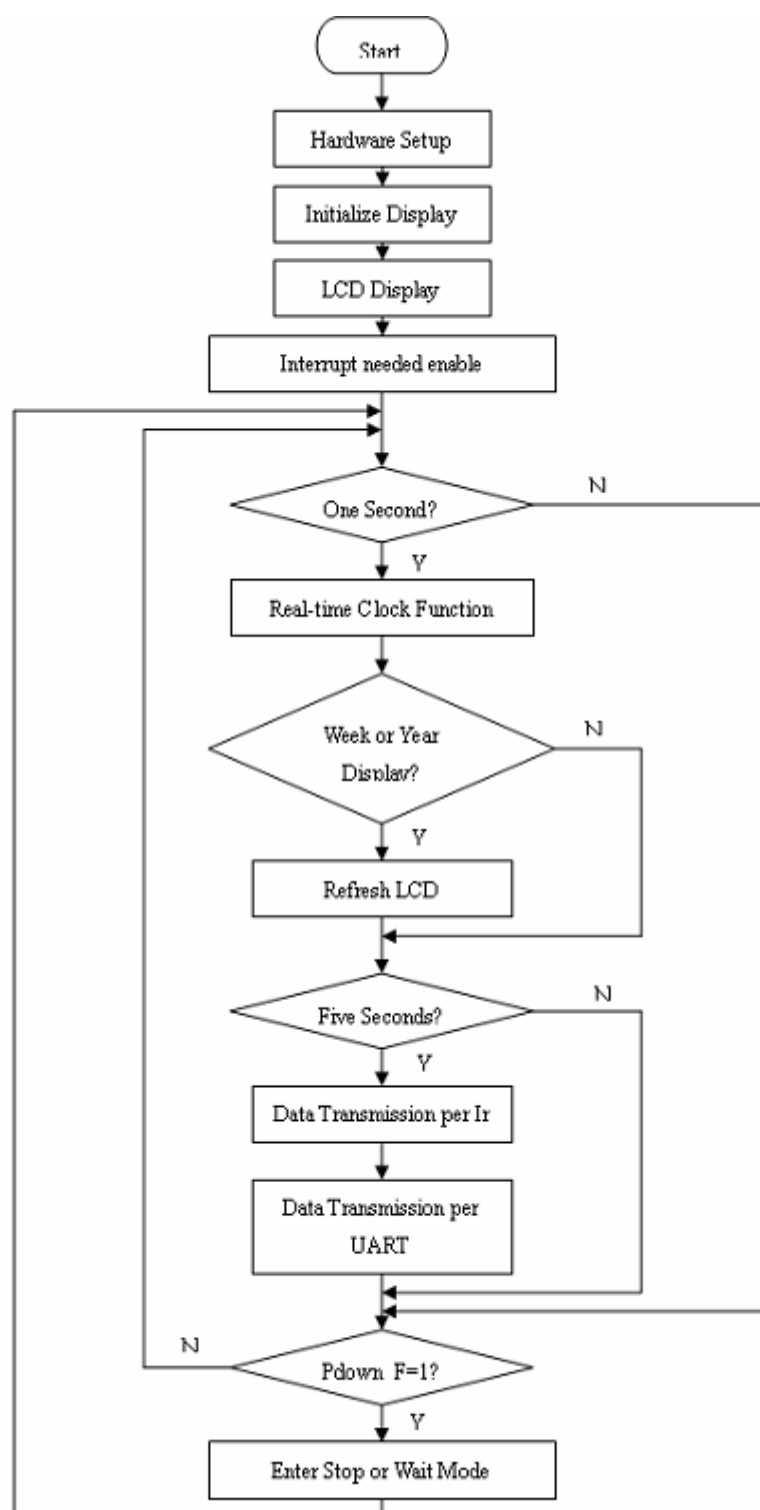 Start
Hardware Setup
Initialize Display
LCD Display
Interrupt needed enable
One Second?
N
Y
Real-time Clock Function
Week or Year
Display?
N
Y
Refresh LCD
Five Seconds?
N
Y
Data Transmission per Ir
Data Transmission per
UART
N
Pdown F=1?
Y
Enter Stop or Wait Mode